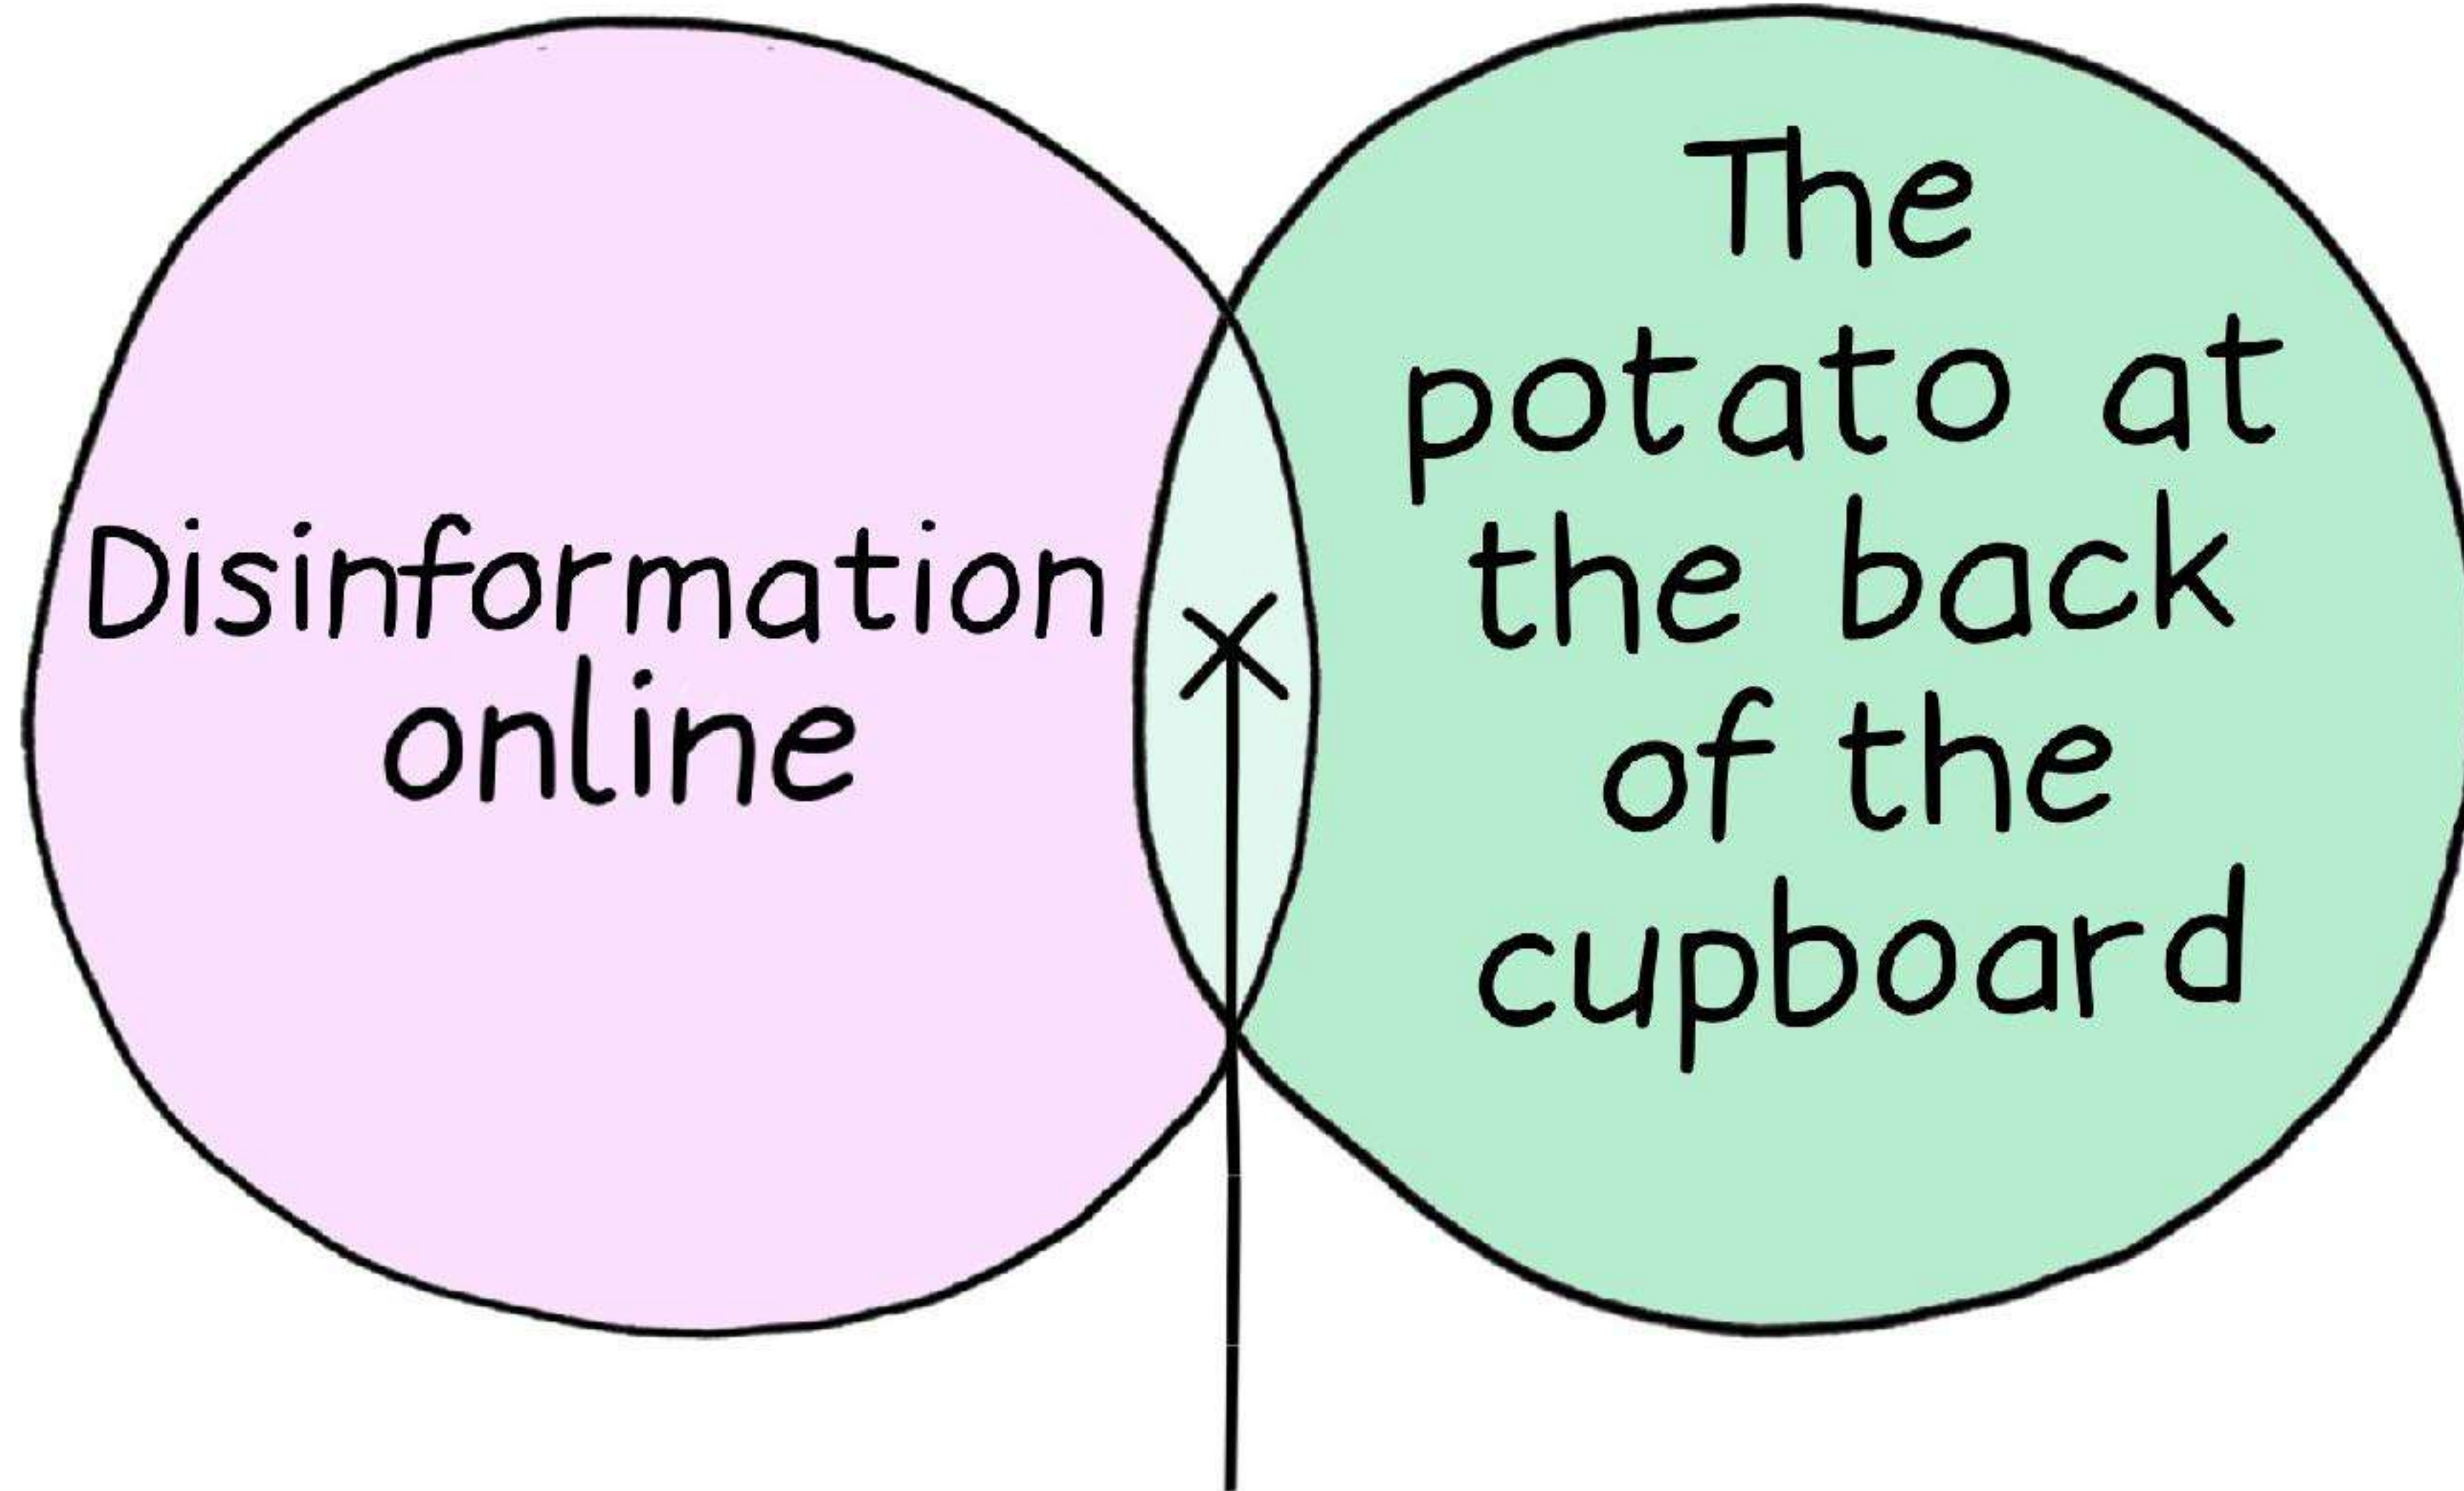 Disinformation
online
The
potato at
the back
of the
cupboard